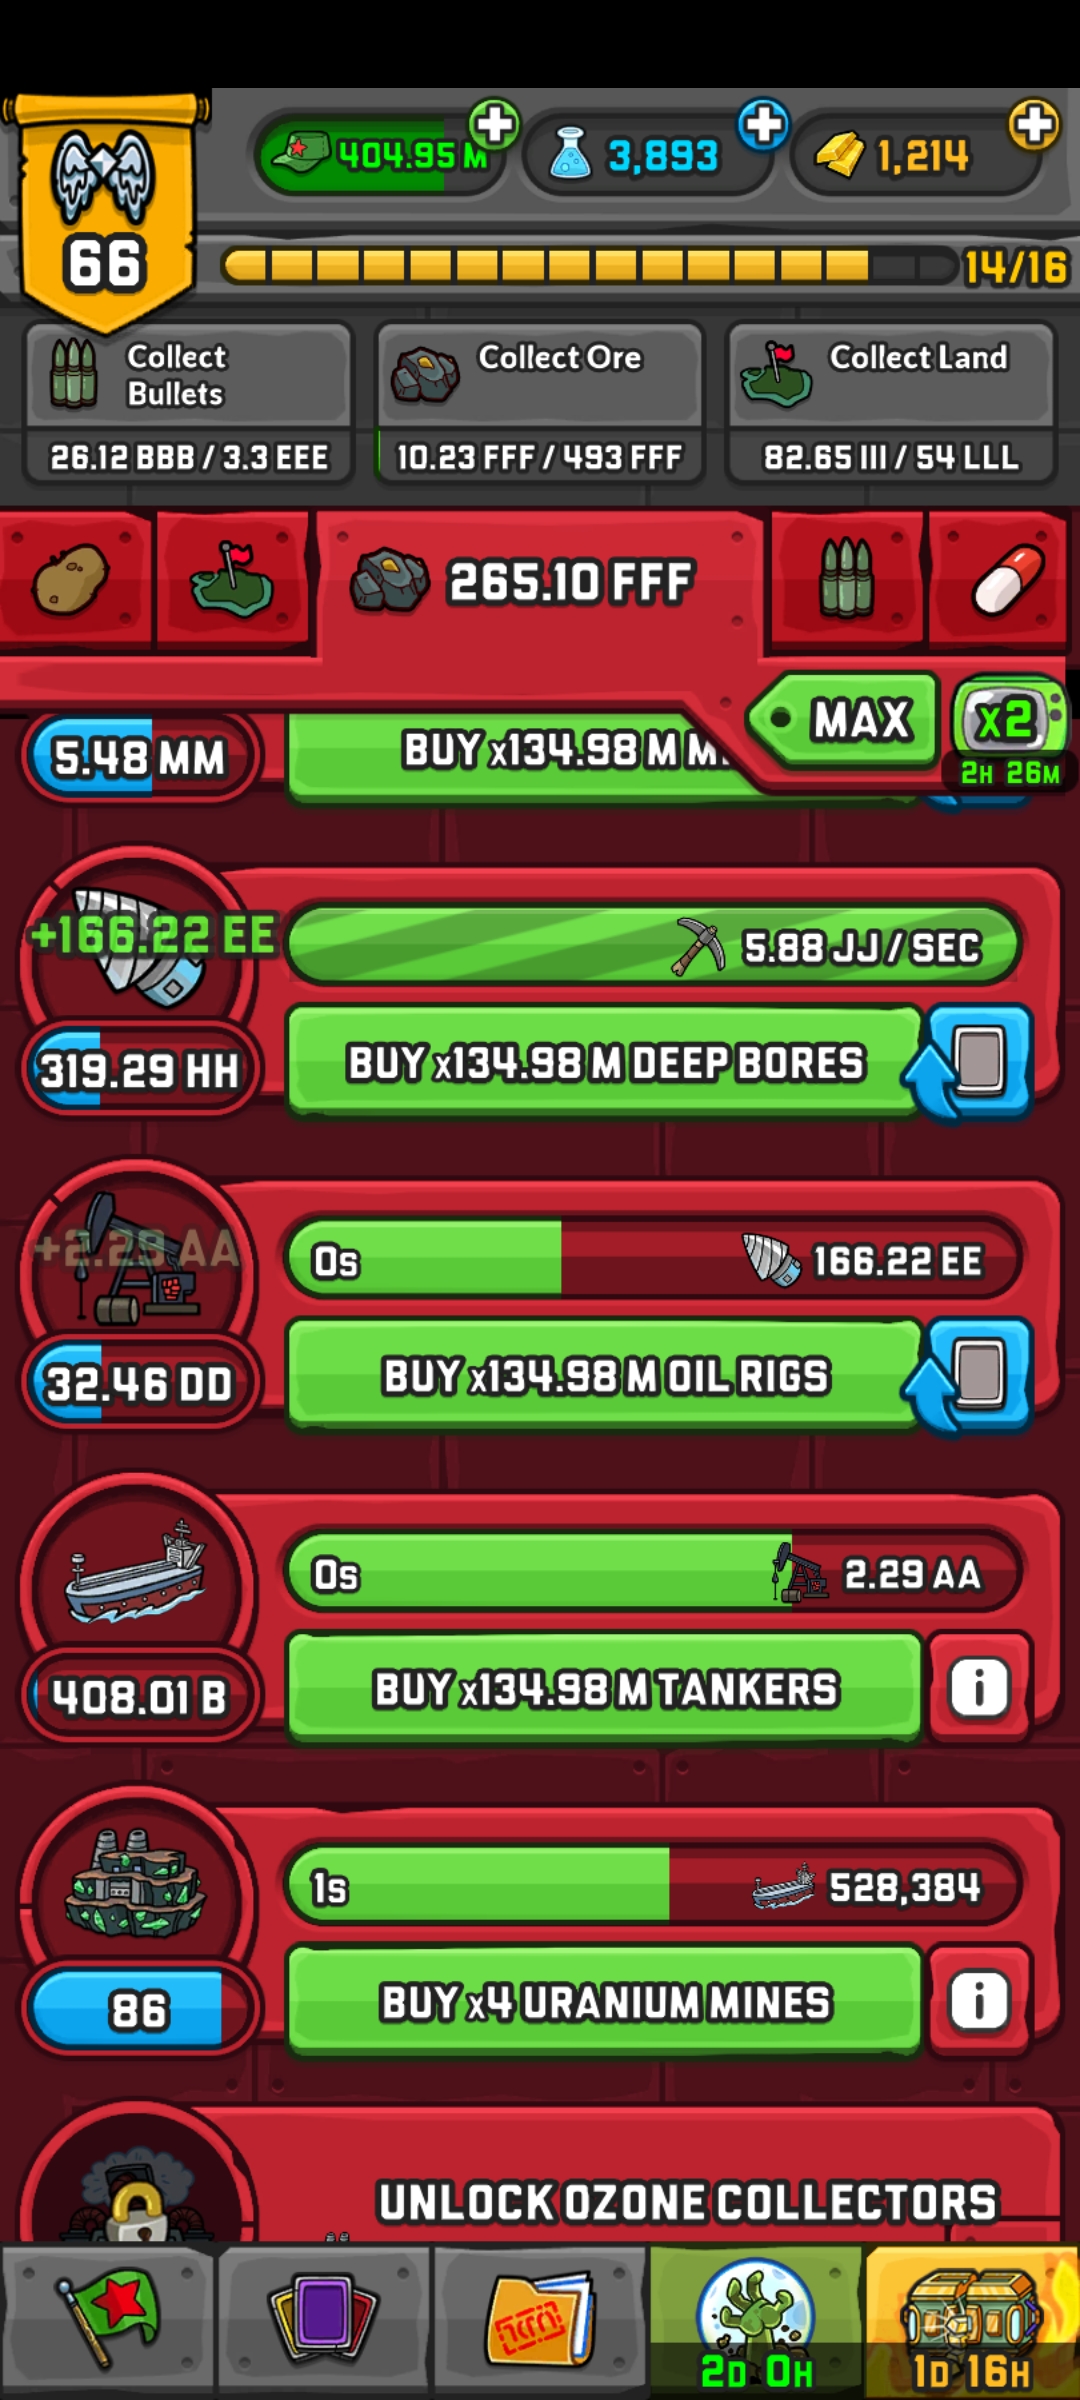 66
404.95 M
3,893
1,214
14/16
Collect
Bullets
26.12 BBB / 3.3 EEE
Collect Ore
10.23 FFF / 493 FFF
Collect Land
82.65 III / 54 LLL
265.10 FFF
MAX
x2
2H 26M
5.48 MM
BUY x134.98 M
+166.22 EE
5.88 JJ / SEC
319.29 HH
BUY x134.98 M DEEP BORES
+2.29 AA
0s
166.22 EE
32.46 DD
BUY x134.98 M OIL RIGS
0s
2.29 AA
408.01 B
BUY x134.98 M TANKERS
i
1s
528,384
86
BUY x4 URANIUM MINES
i
UNLOCK OZONE COLLECTORS
2D 0H
1D 16H